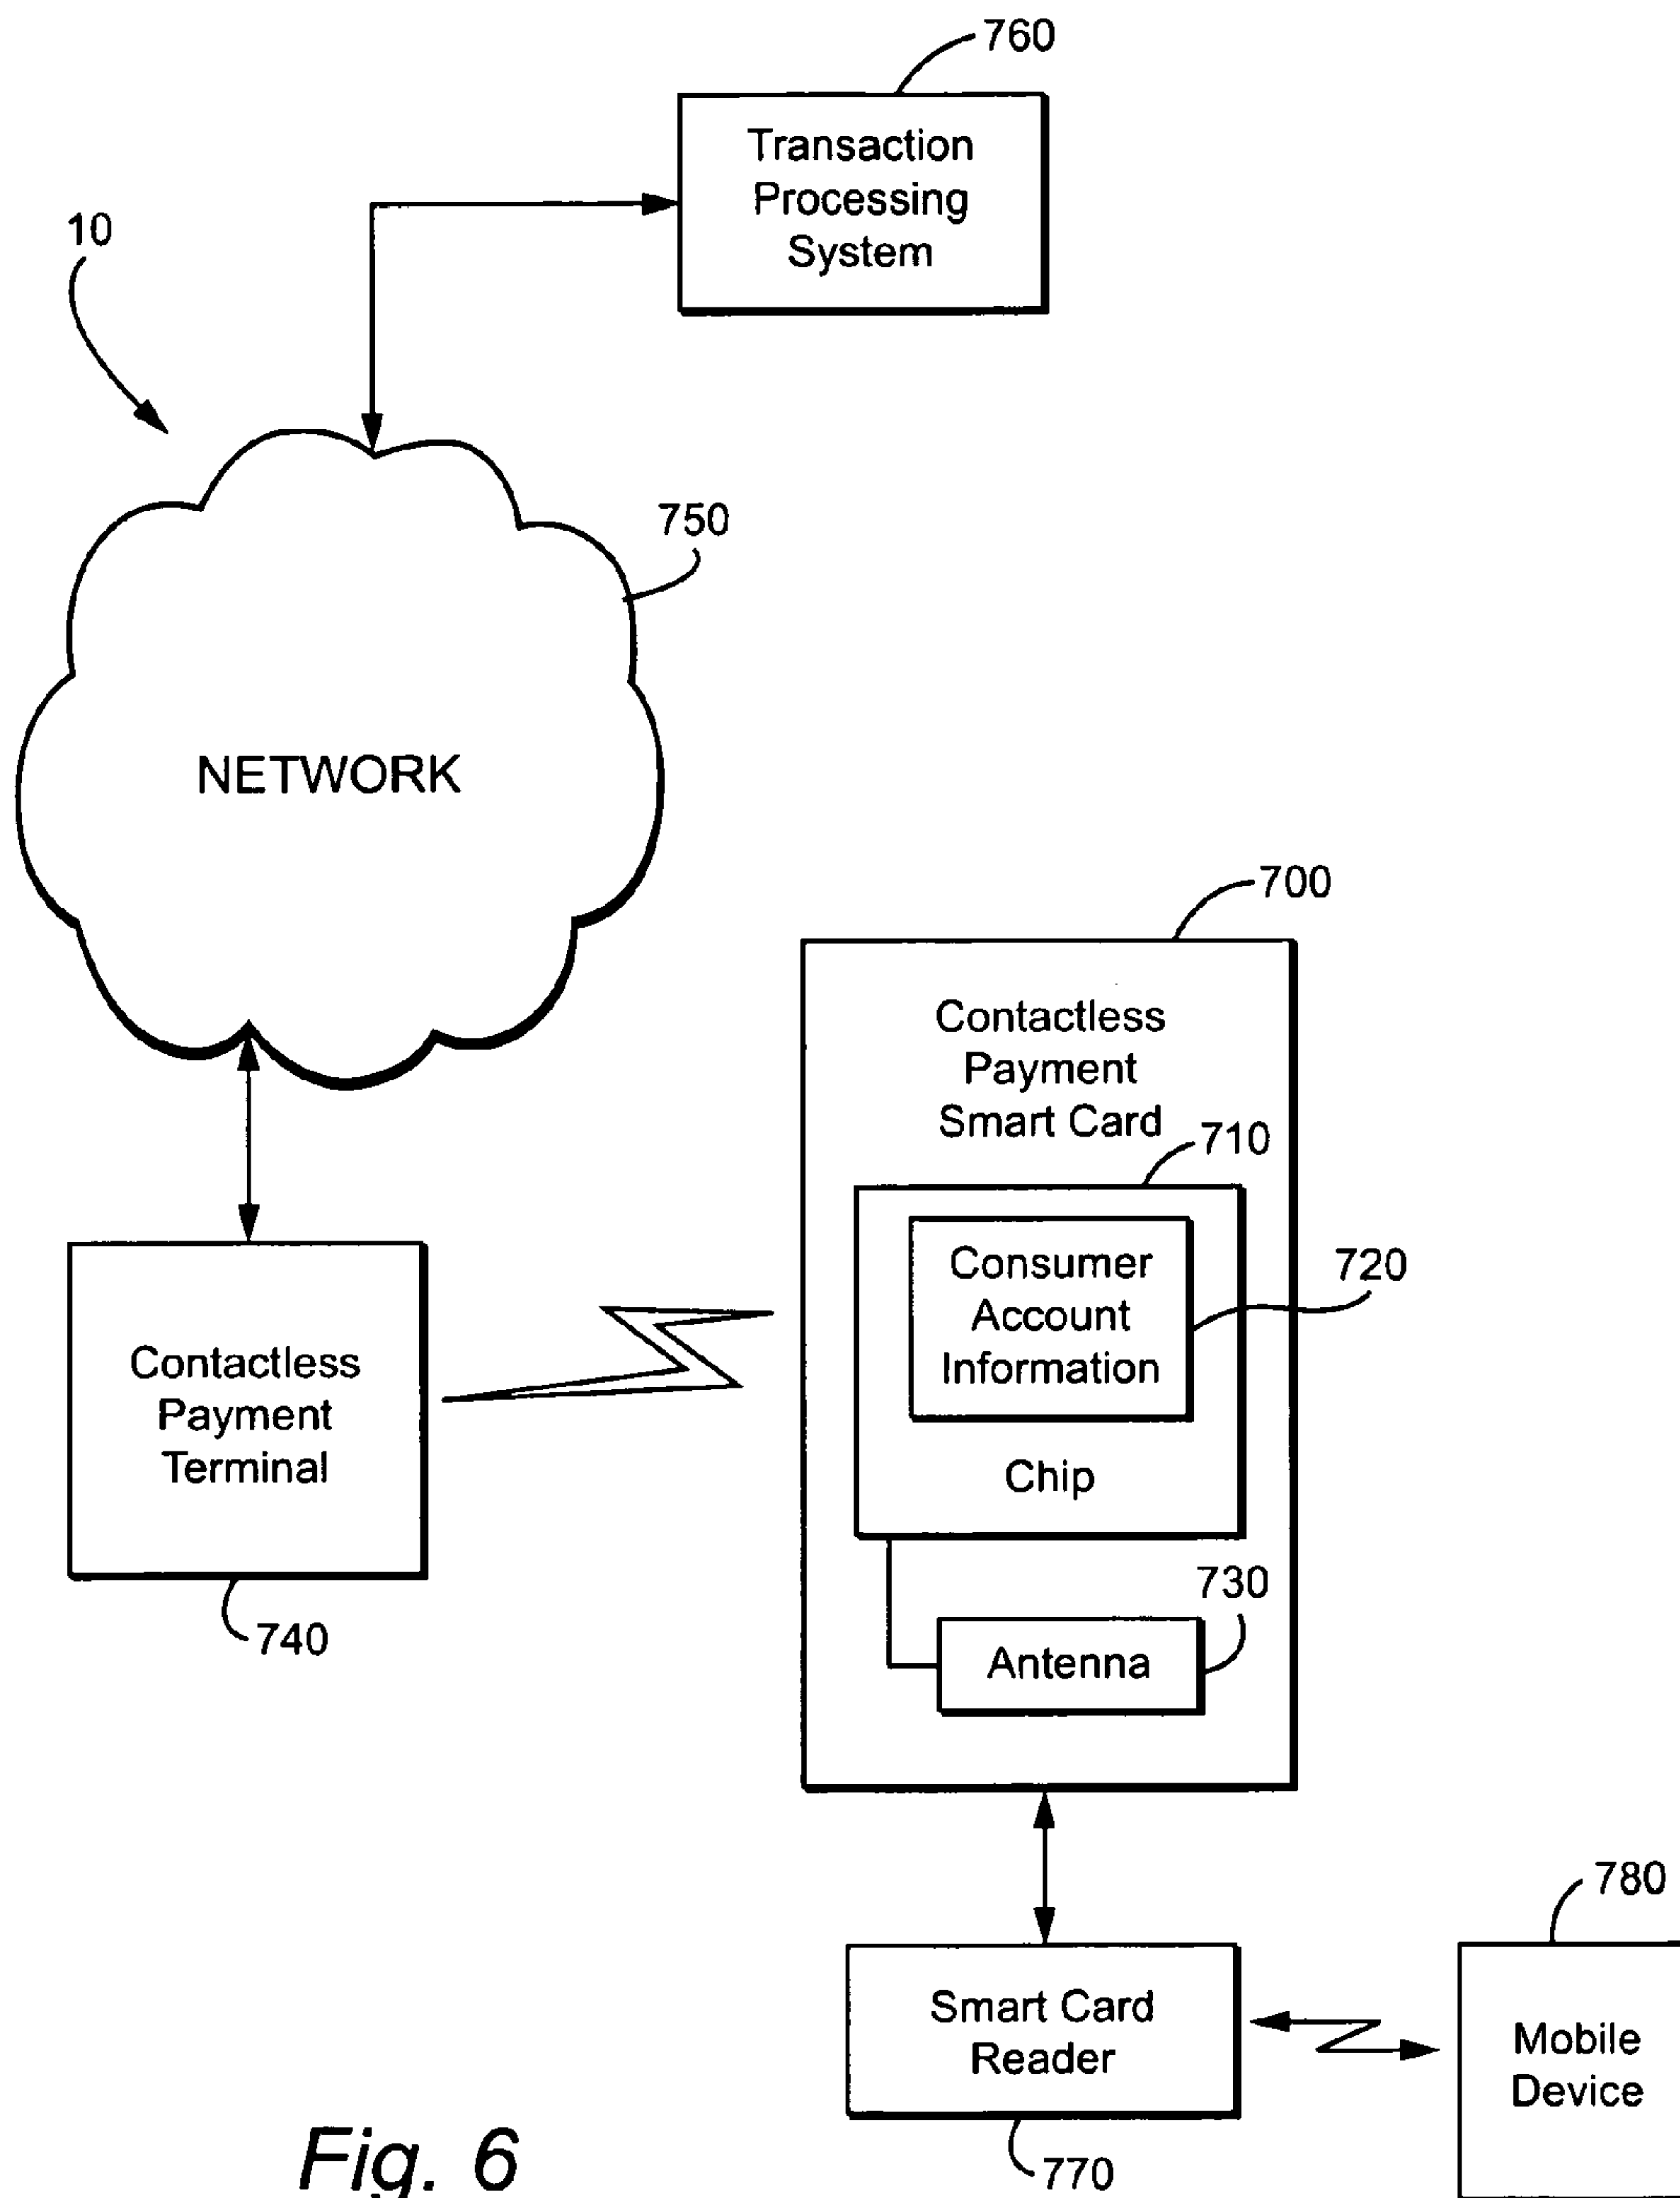 760
Transaction
Processing
System
10
750
NETWORK
700
Contactless
Payment
Smart Card
710
Consumer
Account
Information
720
Chip
Contactless
Payment
Terminal
730
Antenna
740
780
Smart Card
Reader
Mobile
Device
770
Fig. 6